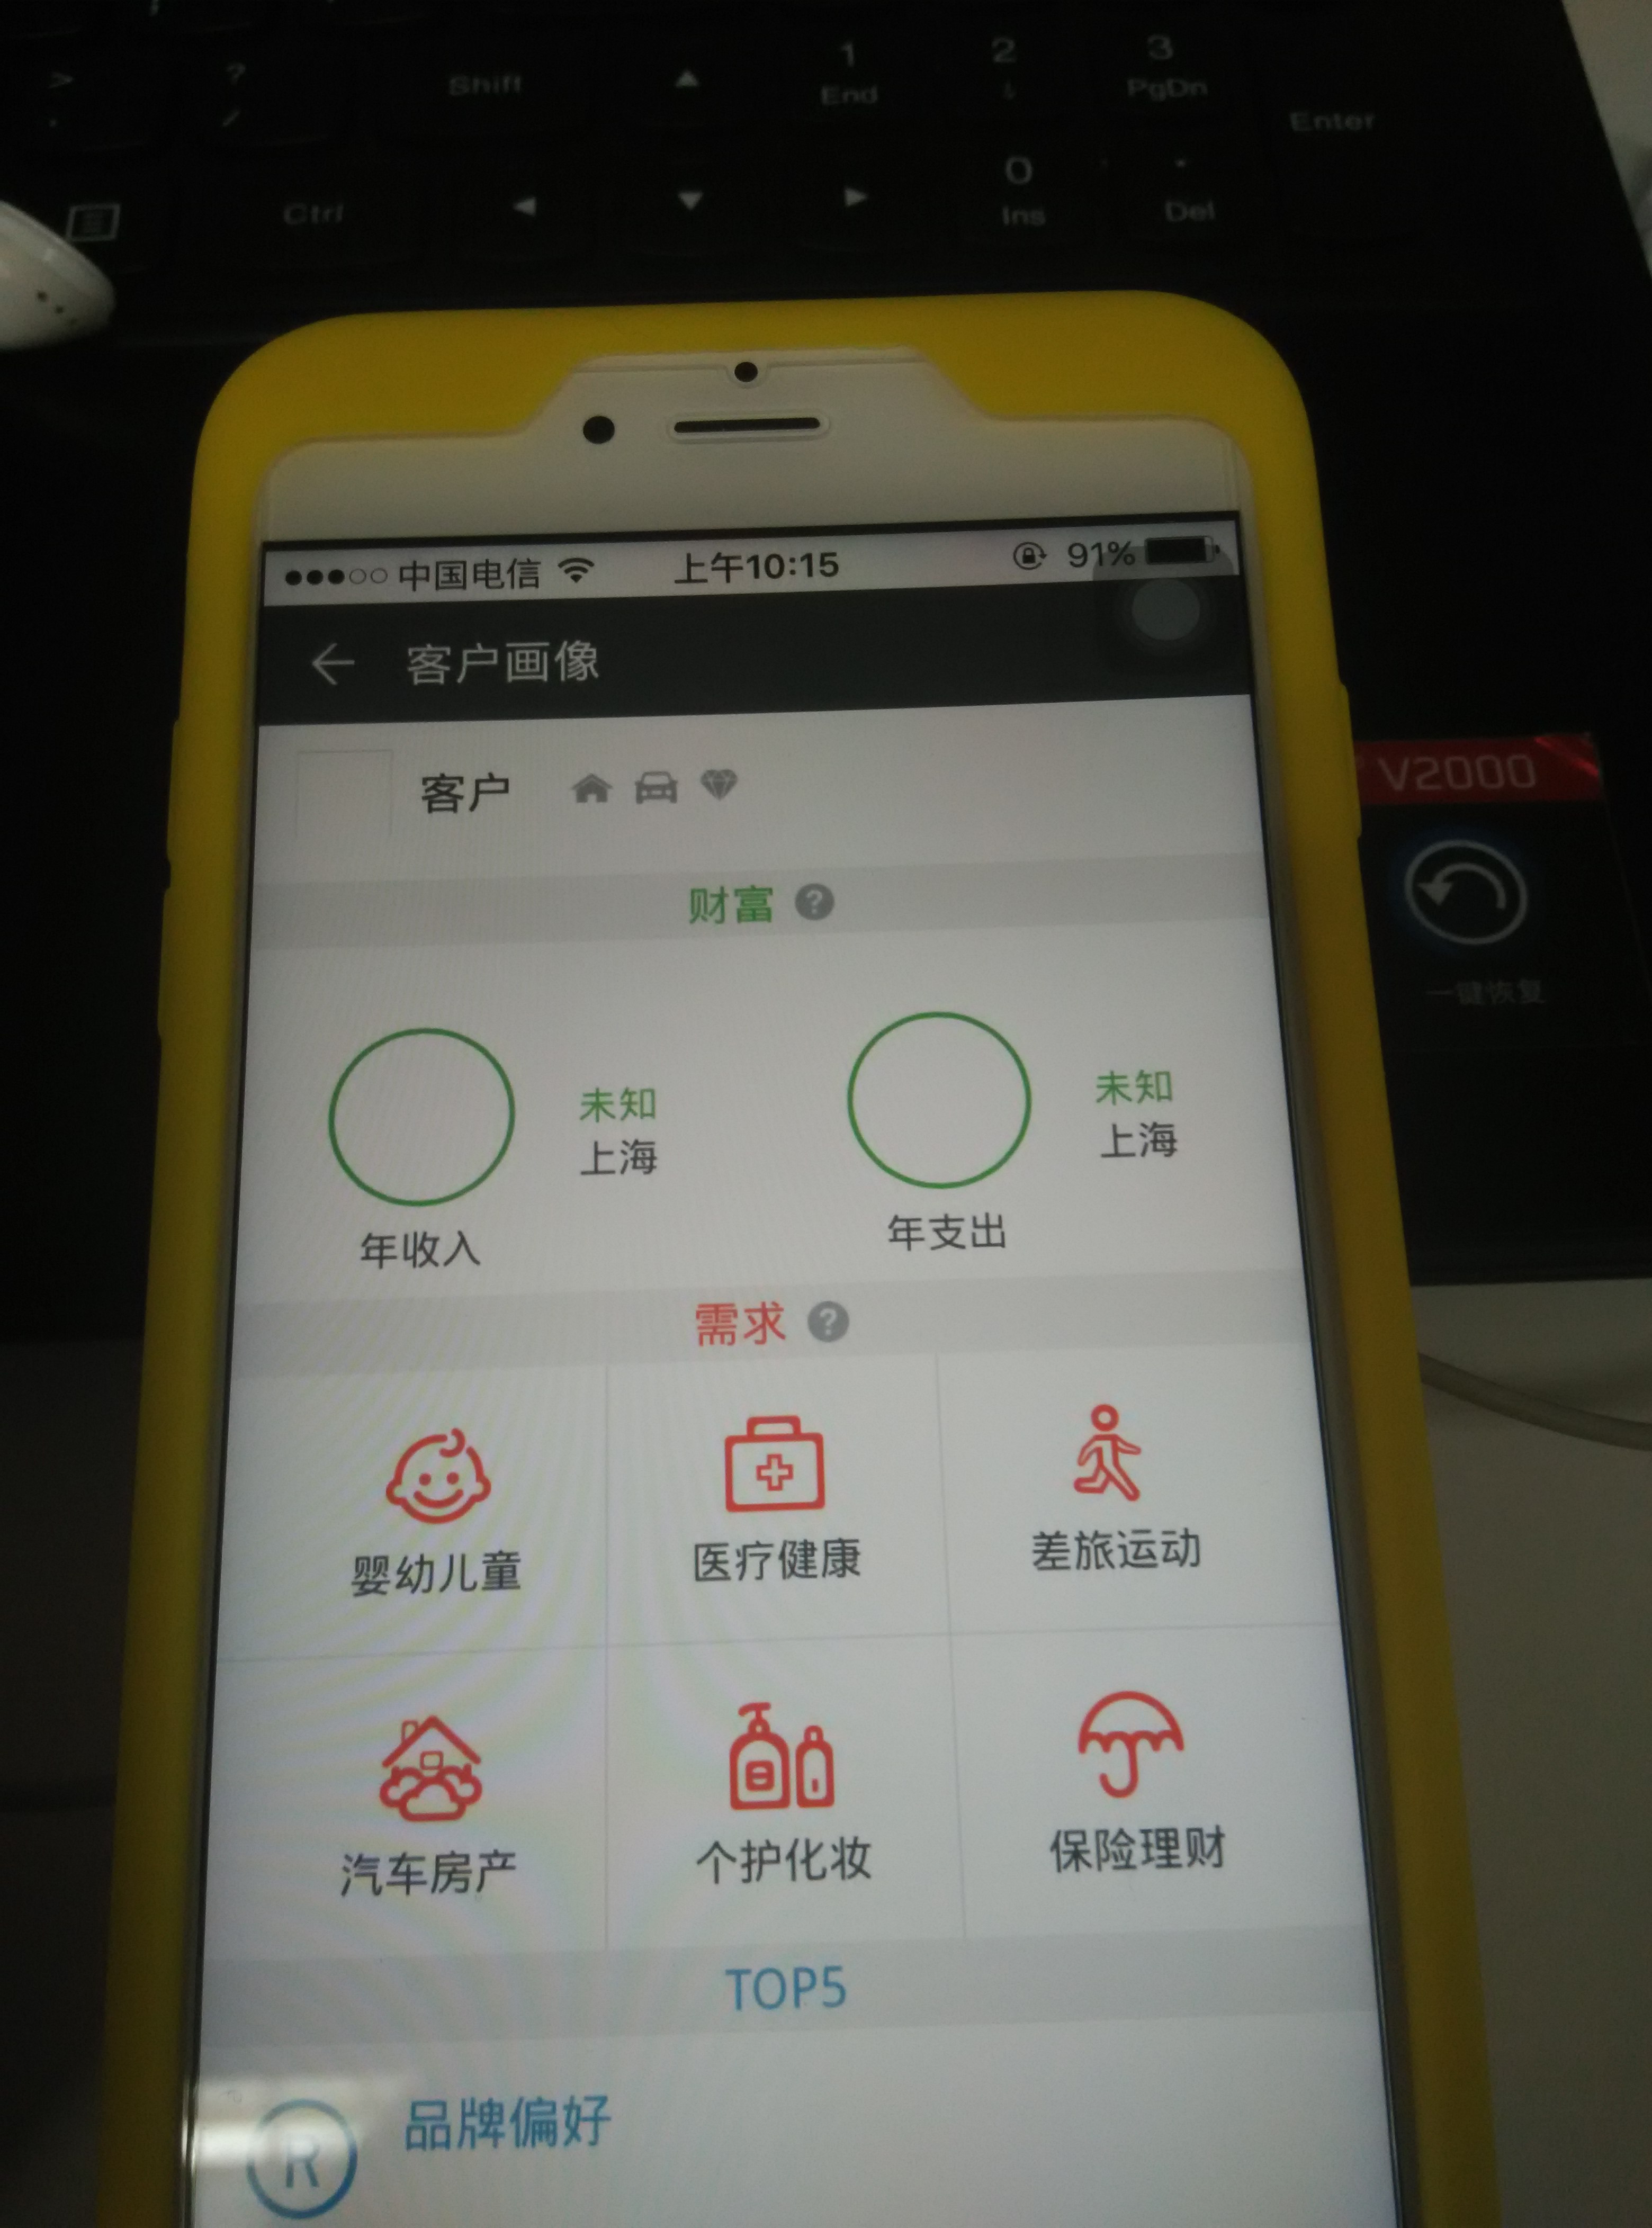 > ? Shift 1 2 3
. / End PgDn Enter
Ctrl 0 .
Ins Del
中国电信 上午10:15 91%
客户画像
客户
V2000
一键恢复
财富 ?
未知 未知
上海 上海
年收入 年支出
需求 ?
婴幼儿童 医疗健康 差旅运动
汽车房产 个护化妆 保险理财
TOP5
R 品牌偏好